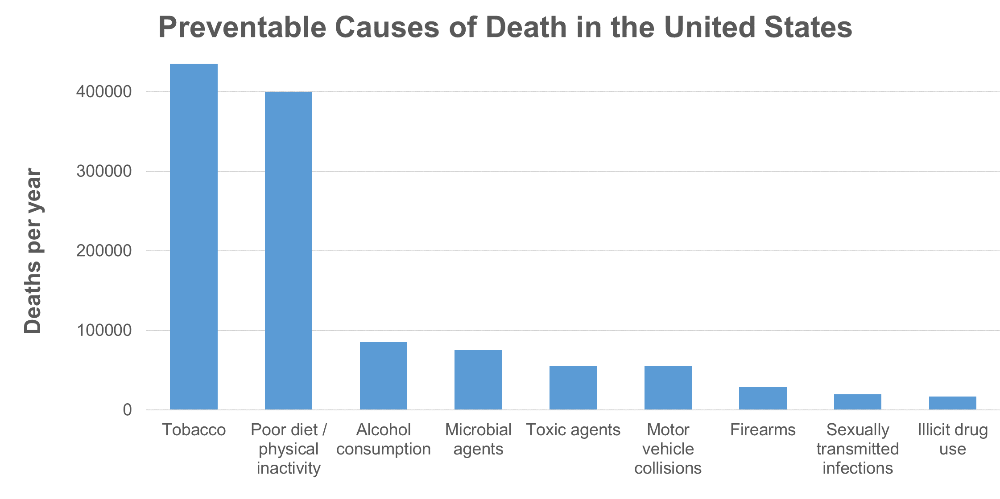 Preventable Causes of Death in the United States
Deaths per year
400000
300000
200000
100000
0
Tobacco
Poor diet /
physical
inactivity
Alcohol
consumption
Microbial
agents
Toxic agents
Motor
vehicle
collisions
Firearms
Sexually
transmitted
infections
Illicit drug
use